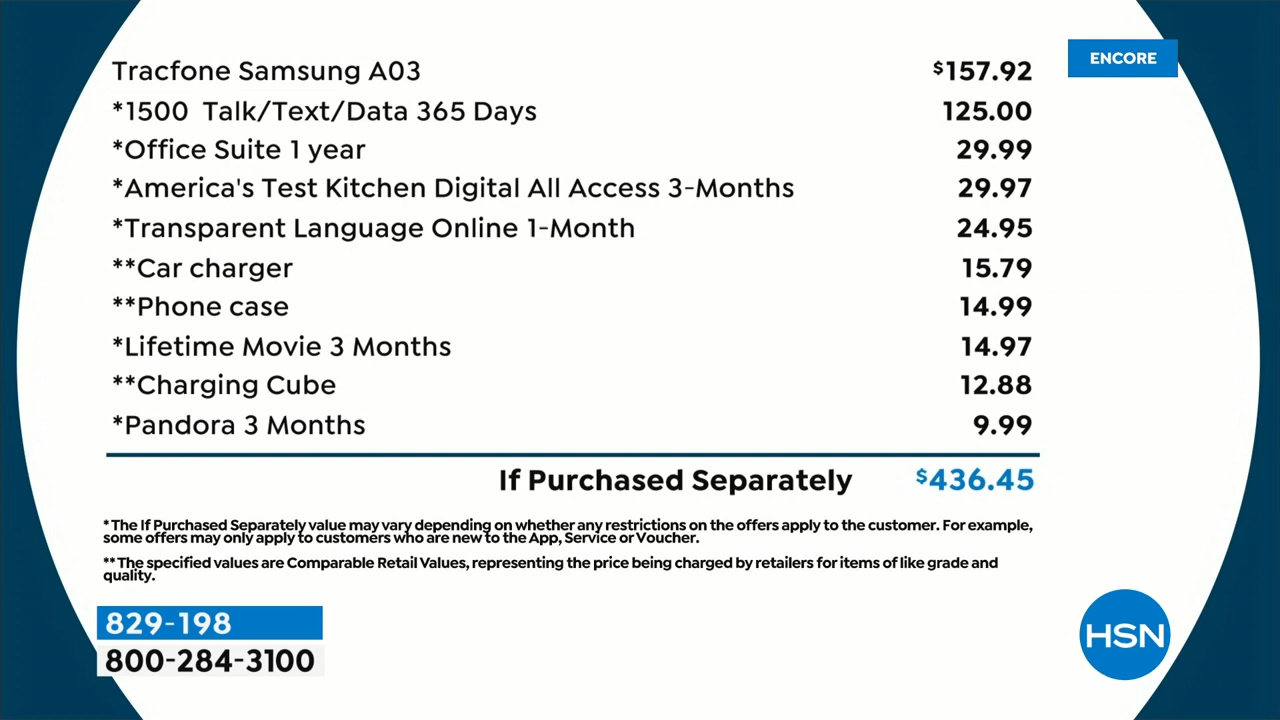 ENCORE
Tracfone Samsung A03 $157.92
*1500 Talk/Text/Data 365 Days 125.00
*Office Suite 1 year 29.99
*America's Test Kitchen Digital All Access 3-Months 29.97
*Transparent Language Online 1-Month 24.95
**Car charger 15.79
**Phone case 14.99
*Lifetime Movie 3 Months 14.97
**Charging Cube 12.88
*Pandora 3 Months 9.99
If Purchased Separately $436.45
* The If Purchased Separately value may vary depending on whether any restrictions on the offers apply to the customer. For example,
some offers may only apply to customers who are new to the App, Service or Voucher.
** The specified values are Comparable Retail Values, representing the price being charged by retailers for items of like grade and
quality.
829-198
800-284-3100
HSN